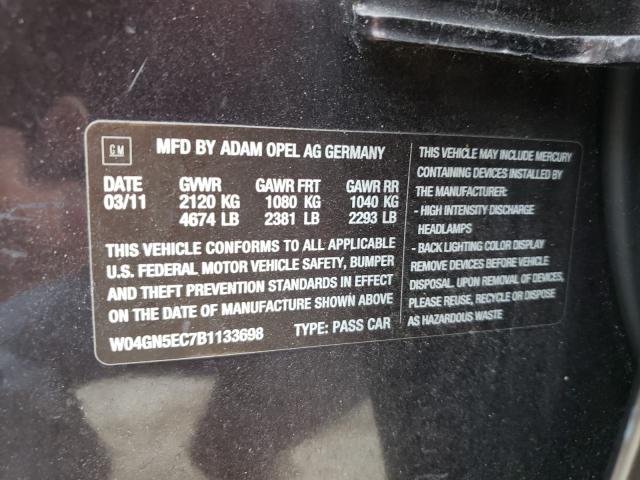 GM
MFD BY ADAM OPEL AG GERMANY
DATE GVWR GAWR FRT GAWR RR
03/11 2120 KG 1080 KG 1040 KG
4674 LB 2381 LB 2293 LB
THIS VEHICLE CONFORMS TO ALL APPLICABLE
U.S. FEDERAL MOTOR VEHICLE SAFETY, BUMPER
AND THEFT PREVENTION STANDARDS IN EFFECT
ON THE DATE OF MANUFACTURE SHOWN ABOVE
W04GN5EC7B1133698 TYPE: PASS CAR
THIS VEHICLE MAY INCLUDE MERCURY
CONTAINING DEVICES INSTALLED BY
THE MANUFACTURER:
- HIGH INTENSITY DISCHARGE
HEADLAMPS
- BACK LIGHTING COLOR DISPLAY
REMOVE DEVICES BEFORE VEHICLE
DISPOSAL. UPON REMOVAL OF DEVICES,
PLEASE REUSE, RECYCLE OR DISPOSE
AS HAZARDOUS WASTE